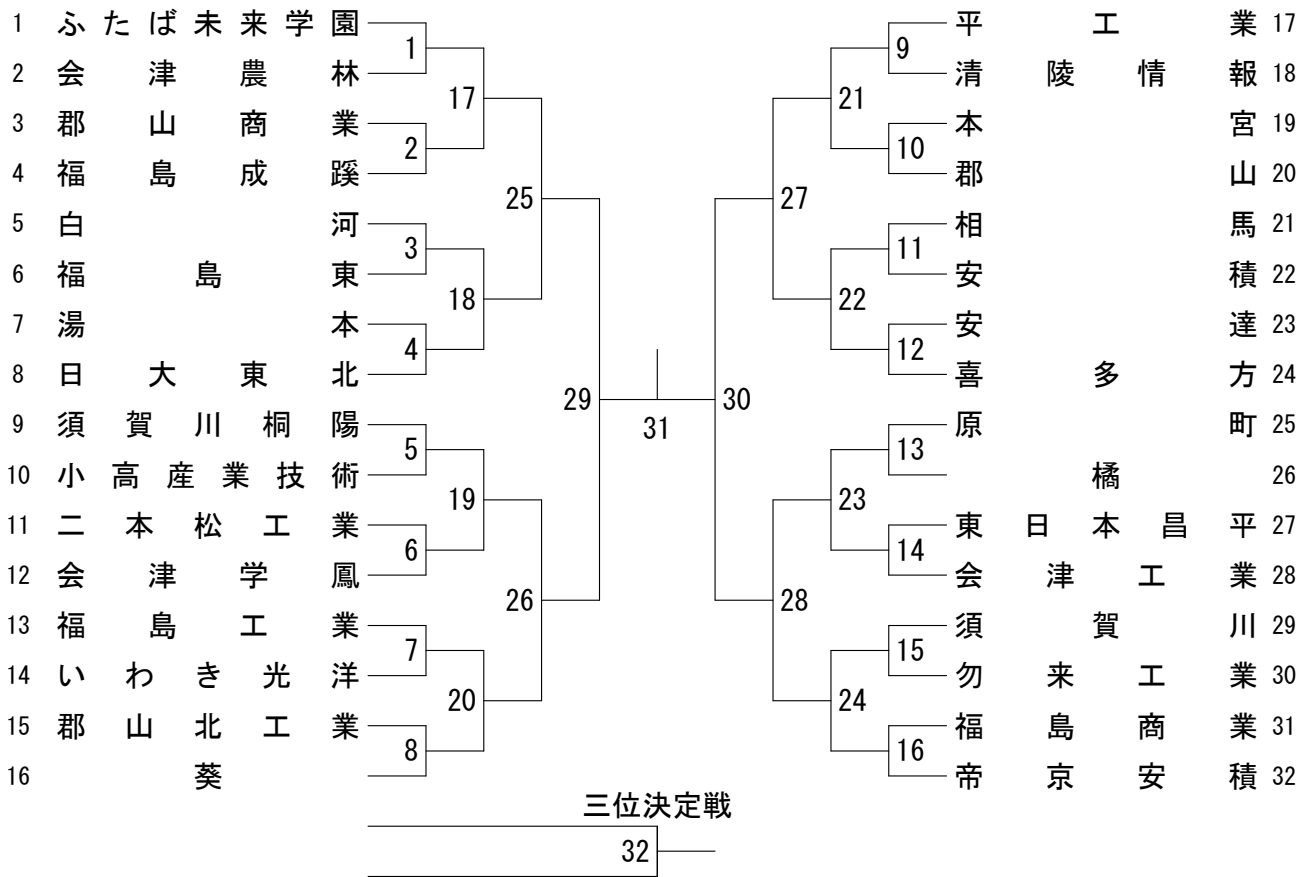 1 ふたば未来学園
2 会津農林
3 郡山商業
4 福島成蹊
5 白河
6 福島東
7 湯本
8 日大東北
9 須賀川桐陽
10 小高産業技術
11 二本松工業
12 会津学鳳
13 福島工業
14 いわき光洋
15 郡山北工業
16 葵
1
2
3
4
5
6
7
8
17
18
19
20
25
26
29
31
30
27
28
21
22
23
24
9
10
11
12
13
14
15
16
平工業 17
清陵情報 18
本宮 19
郡山 20
相馬 21
安積 22
安達 23
喜多方 24
原町 25
橘 26
東日本昌平 27
会津工業 28
須賀川 29
勿来工業 30
福島商業 31
帝京安積 32
三位決定戦
32